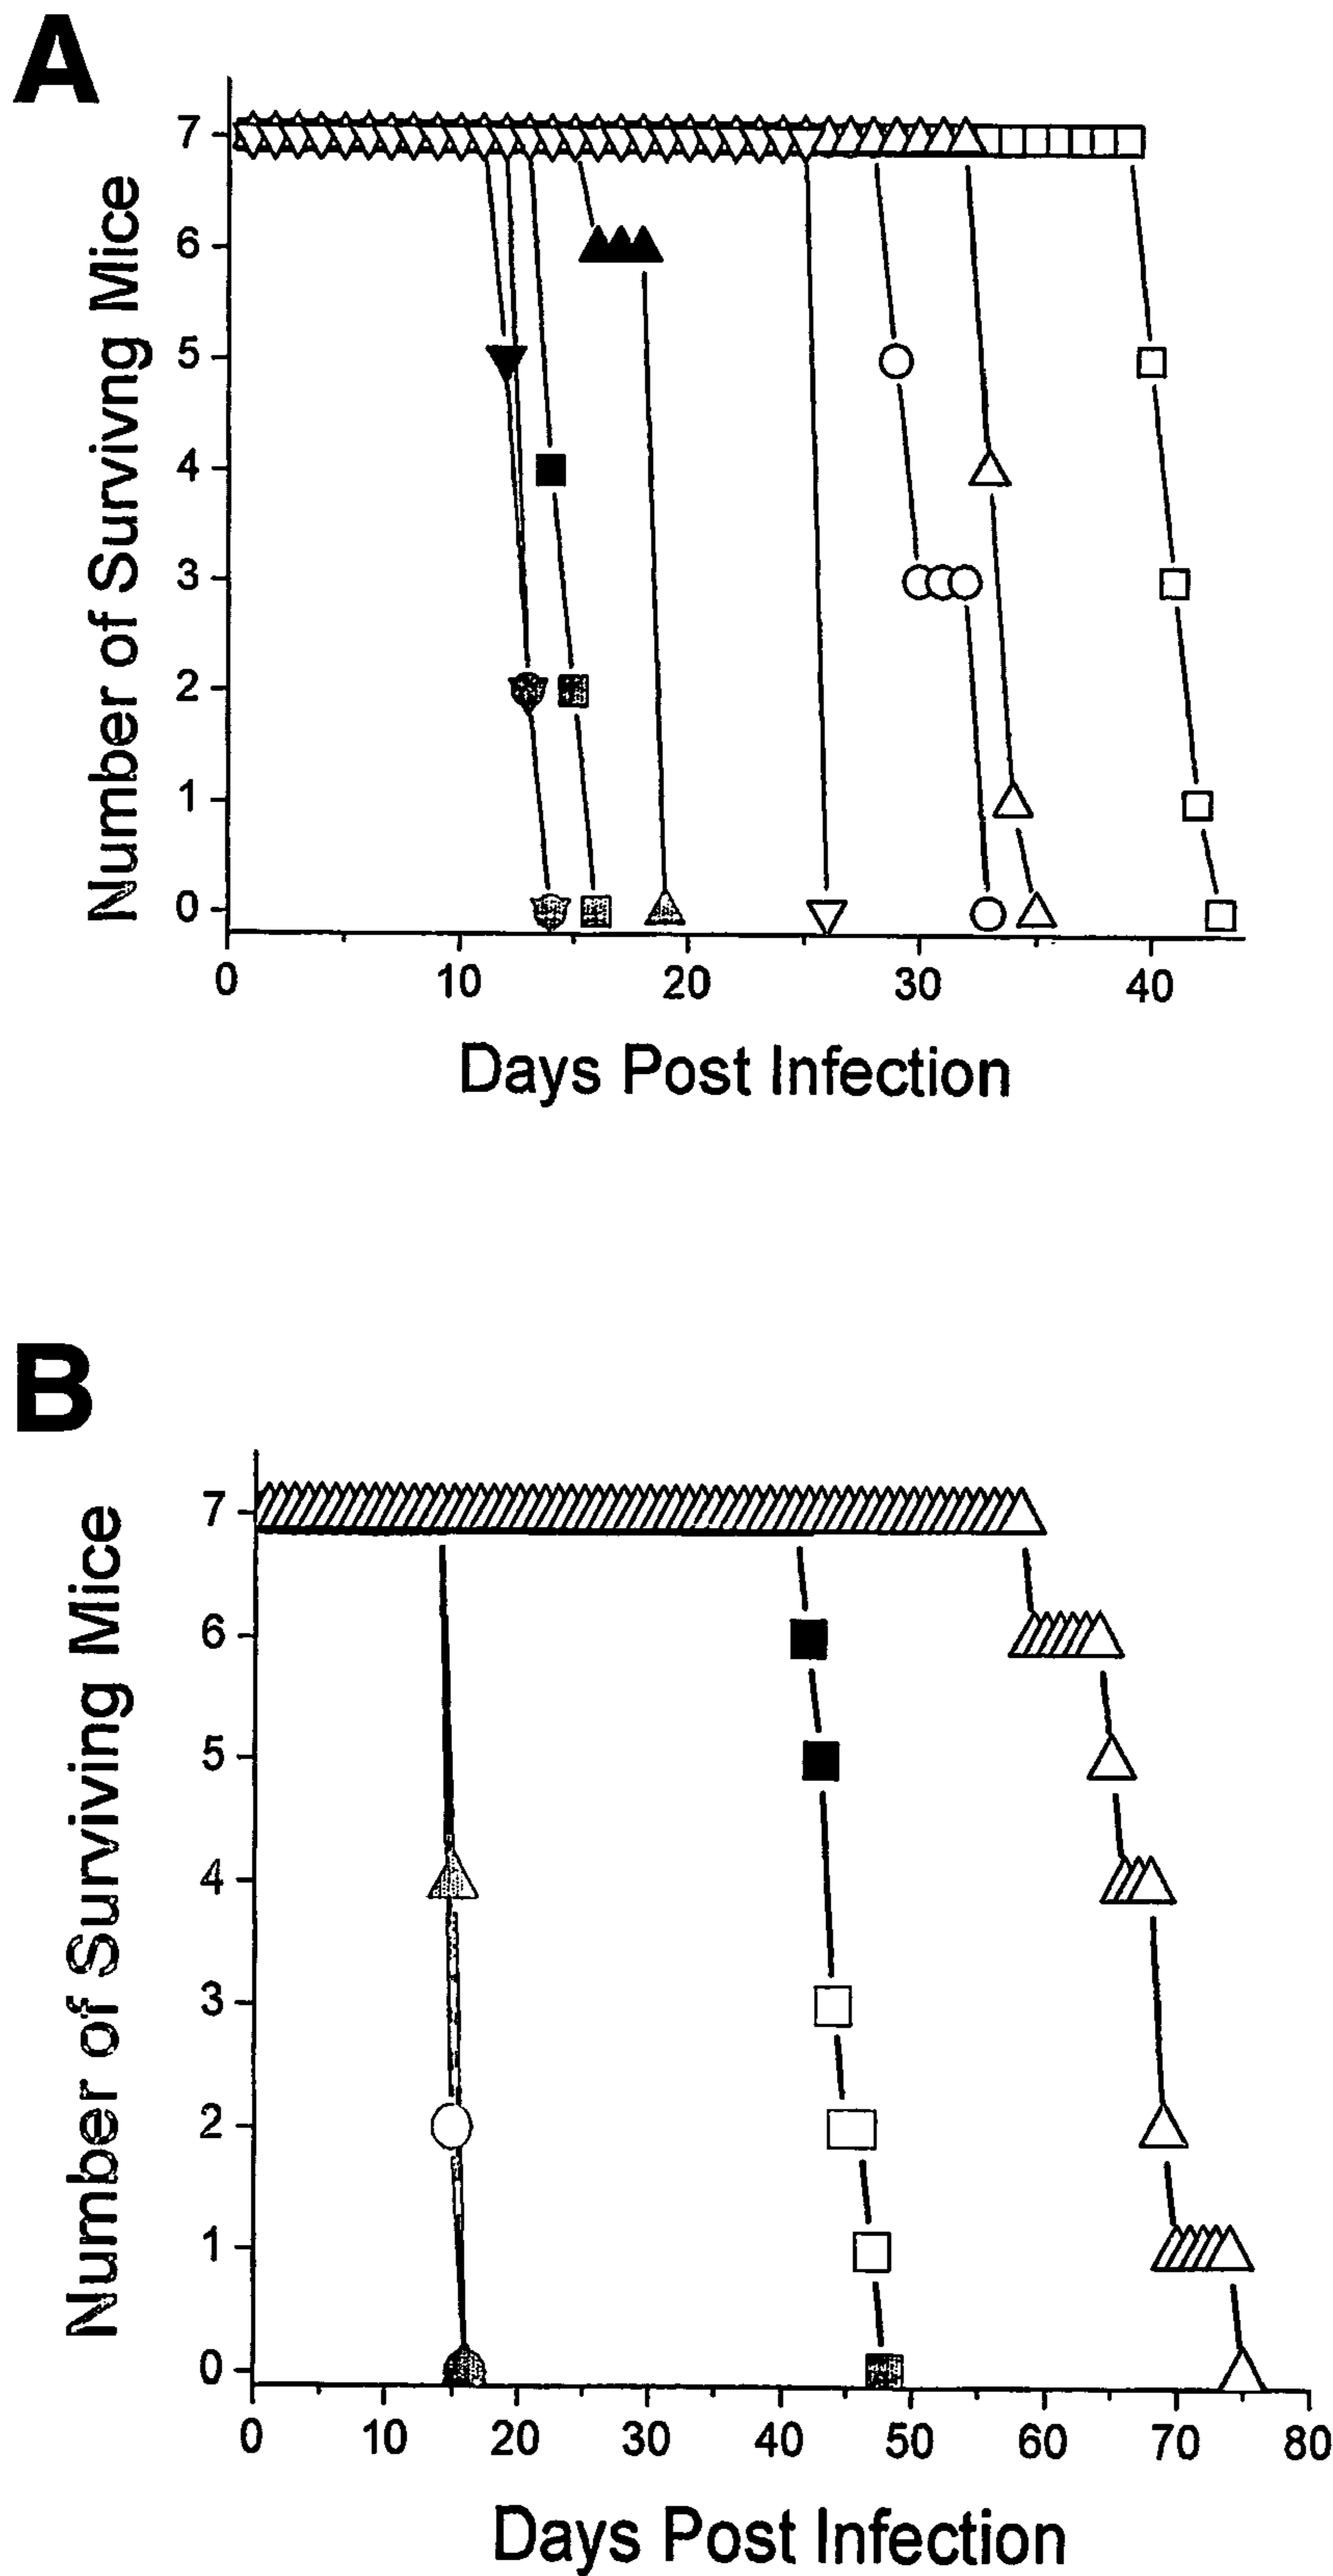 A
7
6
5
4
3
2
1
0
Number of Survivng Mice
0 10 20 30 40
Days Post Infection
B
7
6
5
4
3
2
1
0
Number of Surviving Mice
0 10 20 30 40 50 60 70 80
Days Post Infection